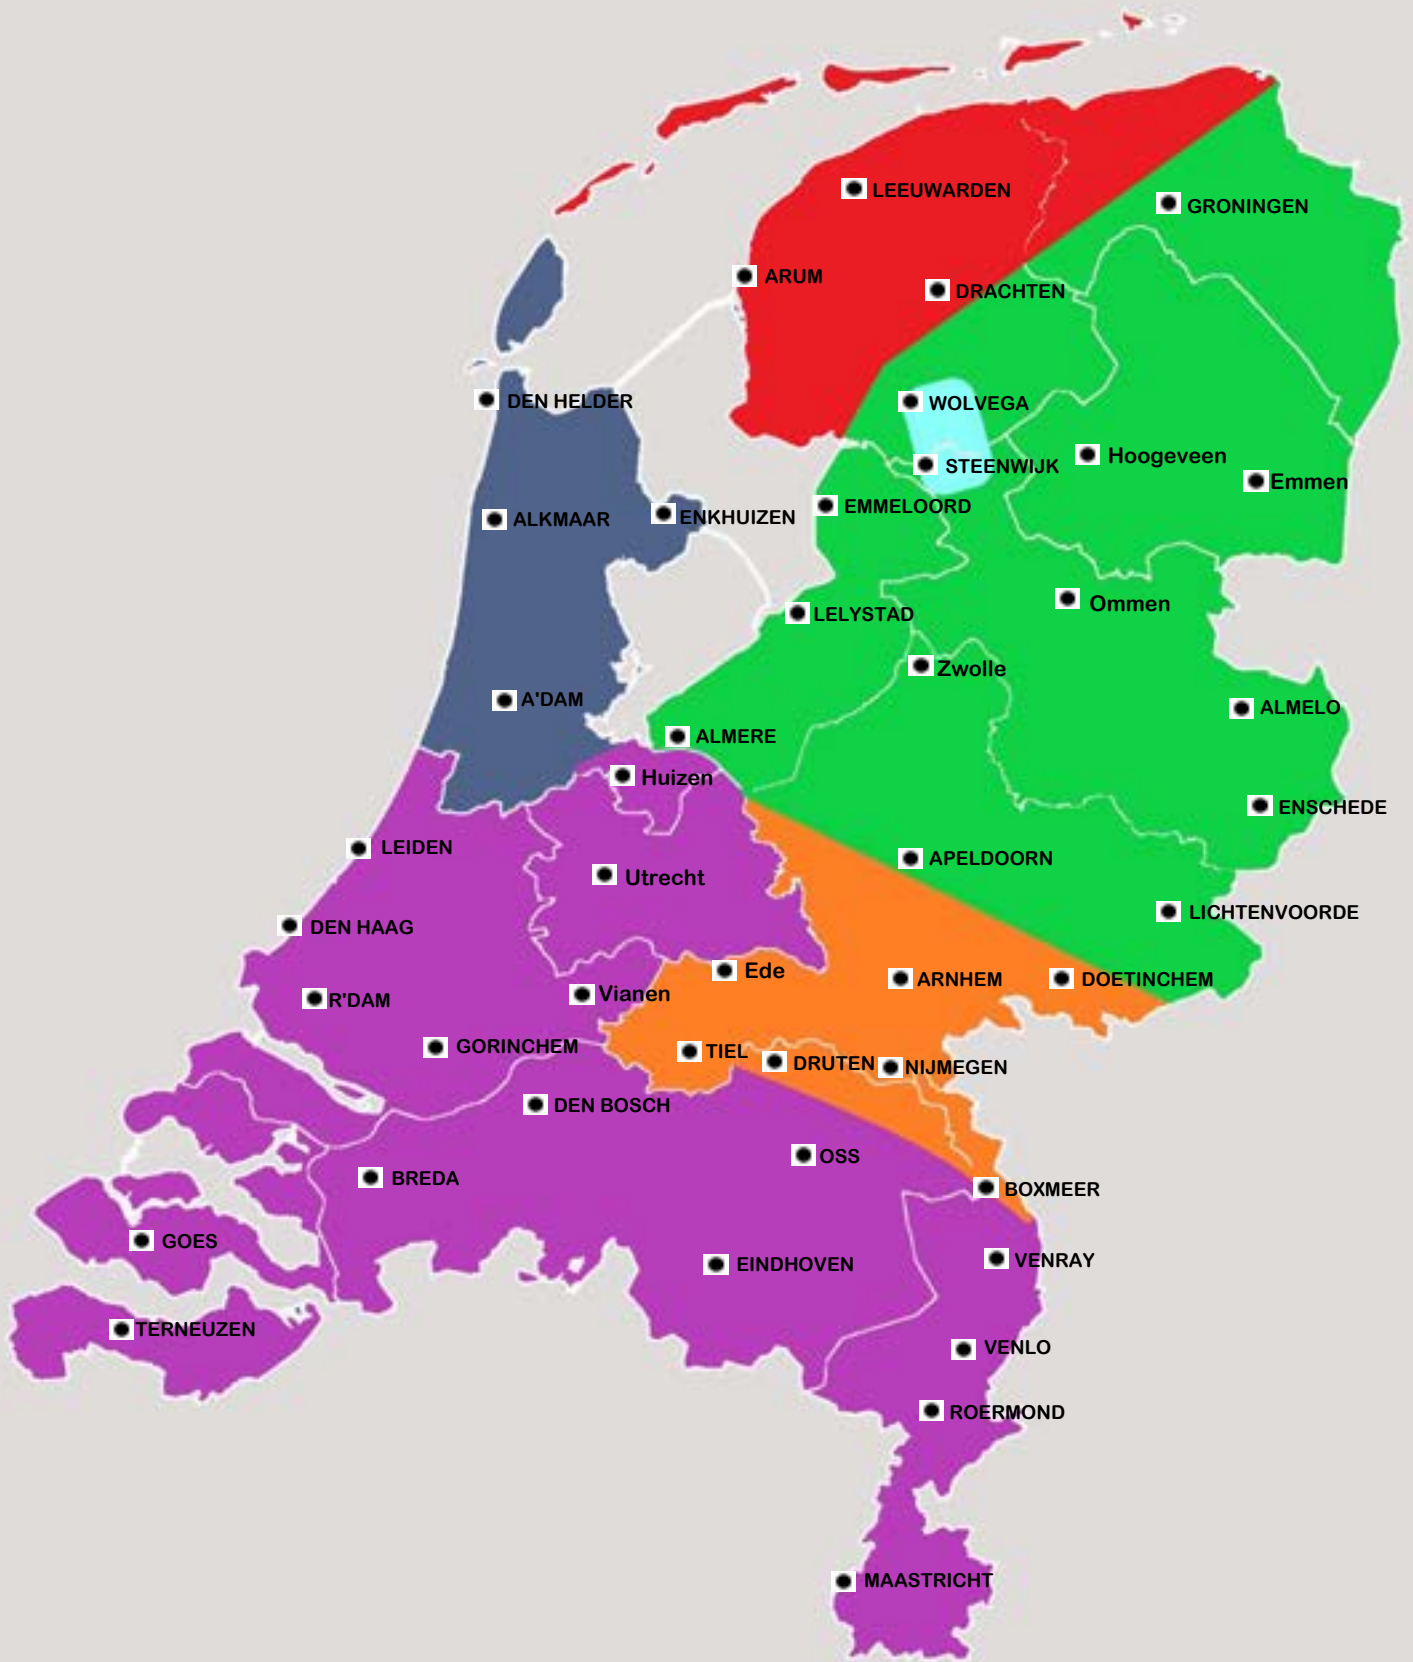 LEEUWARDEN
GRONINGEN
ARUM
DRACHTEN
DEN HELDER
WOLVEGA
Hoogeveen
STEENWIJK
Emmen
EMMELOORD
ALKMAAR
ENKHUIZEN
Ommen
LELYSTAD
Zwolle
A'DAM
ALMELO
ALMERE
Huizen
ENSCHEDE
LEIDEN
APELDOORN
Utrecht
LICHTENVOORDE
DEN HAAG
Ede
ARNHEM
DOETINCHEM
Vianen
R'DAM
GORINCHEM
TIEL
DRUTEN
NIJMEGEN
DEN BOSCH
OSS
BREDA
BOXMEER
GOES
VENRAY
EINDHOVEN
TERNEUZEN
VENLO
ROERMOND
MAASTRICHT